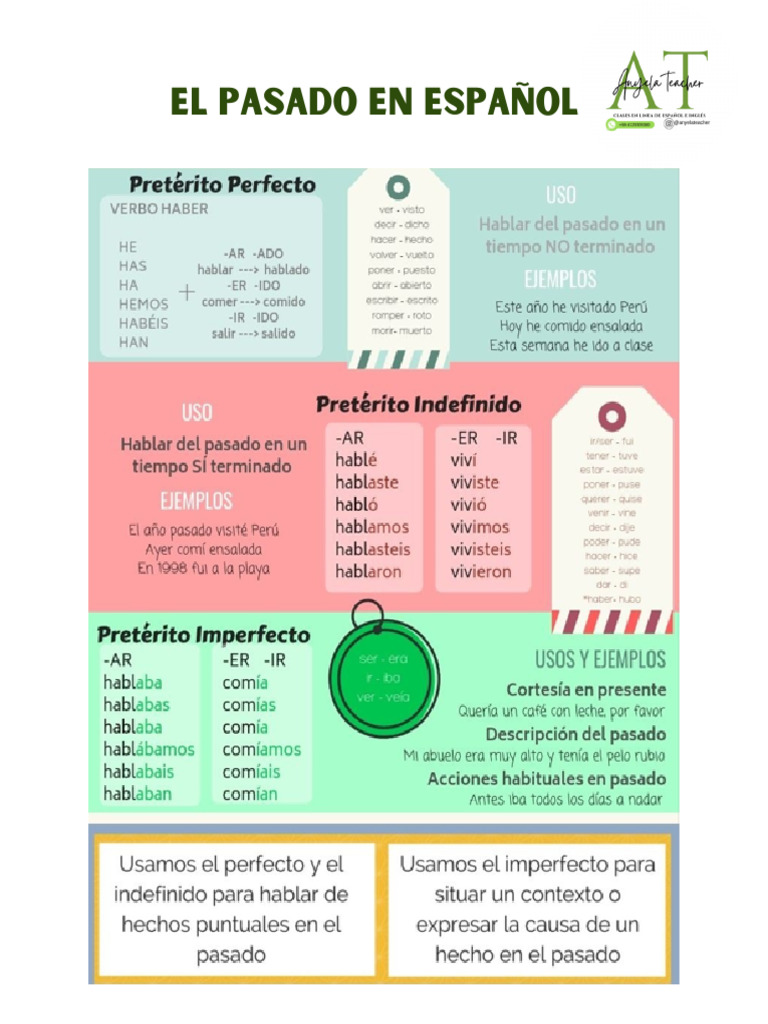 EL PASADO EN ESPAÑOL
AT
Anyela Teacher
CLASES EN LINEA DE ESPAÑOL E INGLÉS
@anyelateacher
Pretérito Perfecto
VERBO HABER
HE
HAS
HA
HEMOS
HABÉIS
HAN
+
-AR -ADO
hablar ---> hablado
-ER -IDO
comer ---> comido
-IR -IDO
salir ---> salido
ver - visto
decir - dicho
hacer - hecho
volver - vuelto
poner - puesto
abrir - abierto
escribir - escrito
romper - roto
morir- muerto
USO
Hablar del pasado en un
tiempo NO terminado
EJEMPLOS
Este año he visitado Perú
Hoy he comido ensalada
Esta semana he ido a clase
USO
Hablar del pasado en un
tiempo SÍ terminado
EJEMPLOS
El año pasado visité Perú
Ayer comí ensalada
En 1998 fui a la playa
Pretérito Indefinido
-AR
hablé
hablaste
habló
hablamos
hablasteis
hablaron
-ER -IR
viví
viviste
vivió
vivimos
vivisteis
vivieron
ir/ser - fui
tener - tuve
estar - estuve
poner - puse
querer - quise
venir - vine
decir - dije
poder - pude
hacer - hice
saber - supe
dar - di
*haber- hubo
Pretérito Imperfecto
-AR
hablaba
hablabas
hablaba
hablábamos
hablabais
hablaban
-ER -IR
comía
comías
comía
comíamos
comíais
comían
ser - era
ir - iba
ver - veía
USOS Y EJEMPLOS
Cortesía en presente
Quería un café con leche, por favor
Descripción del pasado
Mi abuelo era muy alto y tenía el pelo rubio
Acciones habituales en pasado
Antes iba todos los días a nadar
Usamos el perfecto y el
indefinido para hablar de
hechos puntuales en el
pasado
Usamos el imperfecto para
situar un contexto o
expresar la causa de un
hecho en el pasado